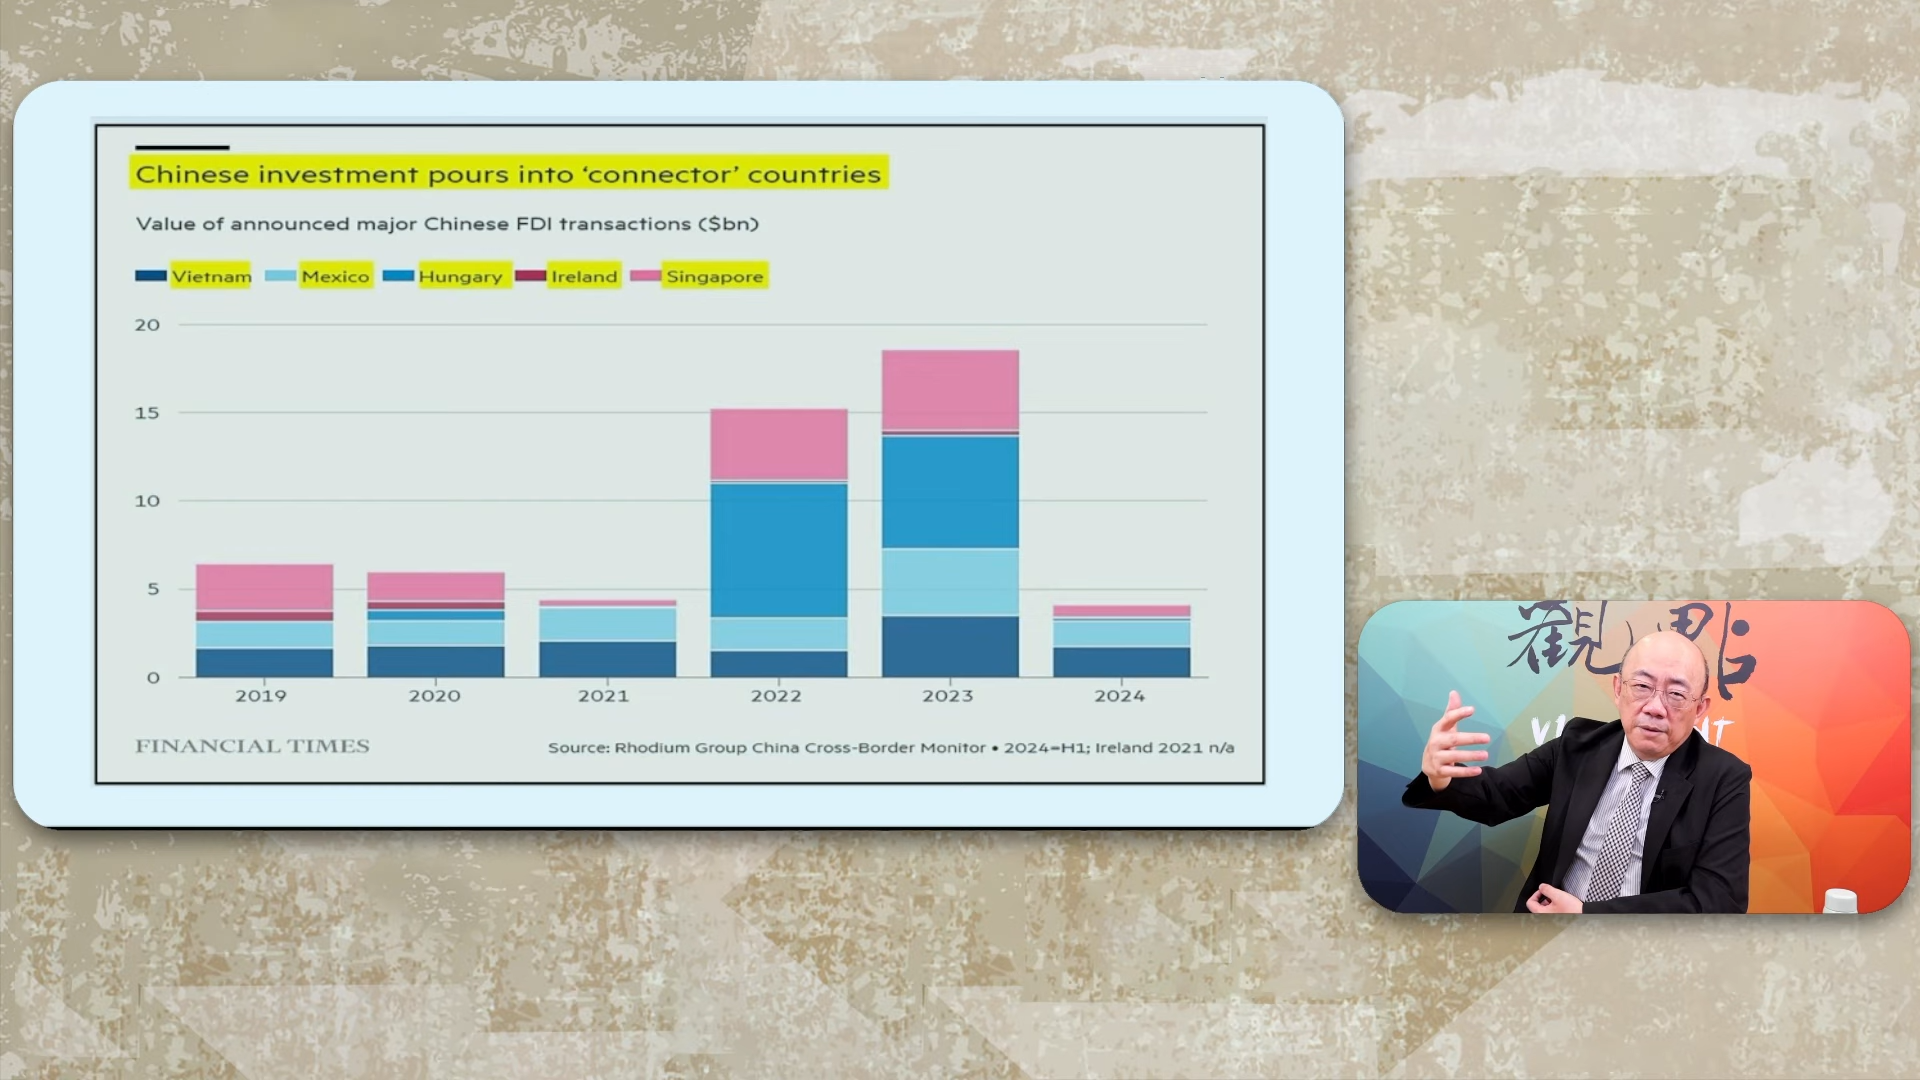 Chinese investment pours into ‘connector’ countries
Value of announced major Chinese FDI transactions ($bn)
Vietnam Mexico Hungary Ireland Singapore
20
15
10
5
0
2019 2020 2021 2022 2023 2024
FINANCIAL TIMES
Source: Rhodium Group China Cross-Border Monitor • 2024=H1; Ireland 2021 n/a
觀點